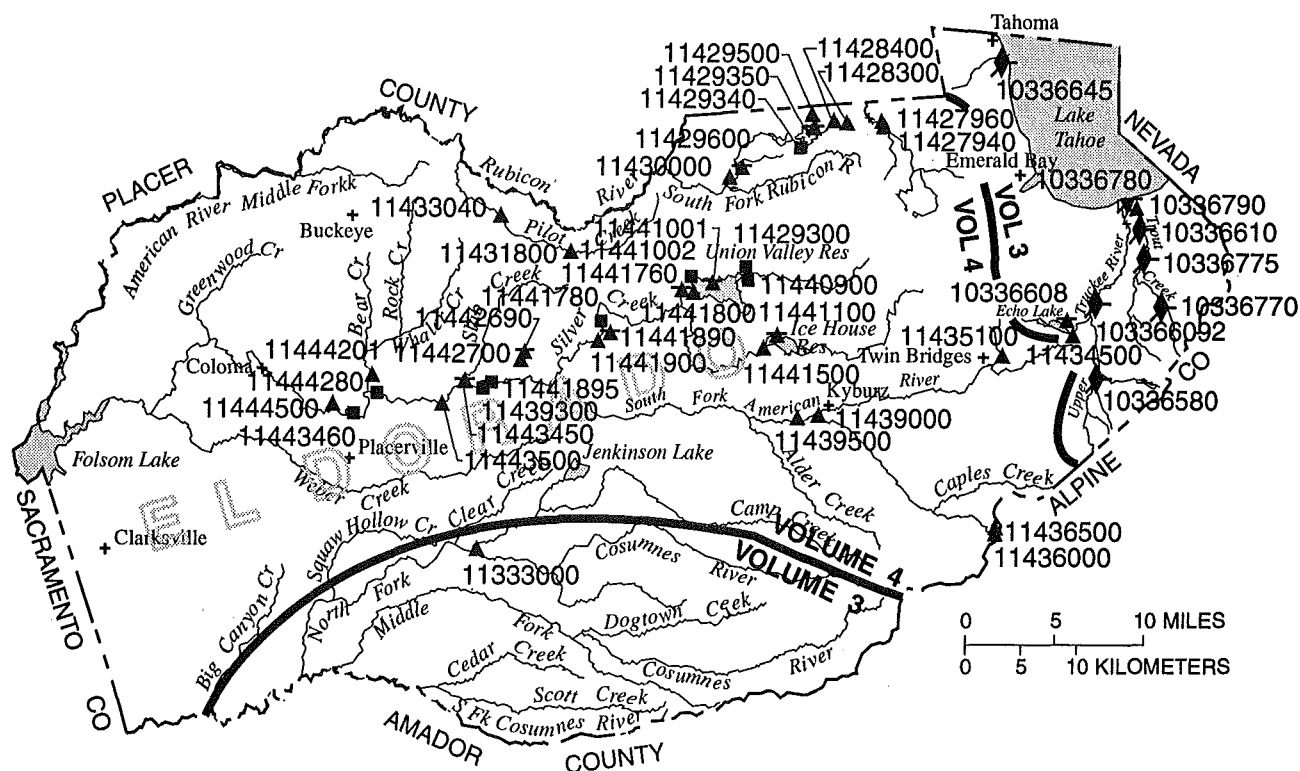 Tahoma
11429500
11428400
11429350
11428300
11429340
10336645
COUNTY
Lake
Tahoe
11429600
11427960
11427940
NEVADA
11430000
Emerald Bay
PLACER
Rubicon
River
South Fork Rubicon R
10336780
American River Middle Forkk
11433040
Buckeye
Pilot
Creek
11441001
11429300
VOL 3
VOL 4
10336790
Trout
10336610
Greenwood Cr
11431800
11441002
Union Valley Res
10336775
Bear Cr
Rock Cr
11441760
Creek
Truckee River
11441780
Creek
11440900
10336608
10336770
Whaler Cr
Slab Creek
11442690
Silver
11441800
11441100
Echo Lake
11444201
11442700
11441890
Ice House
Res
11435100
103366092
Coloma
11441900
Twin Bridges
11434500
CO
11444280
11441500
River
11444500
11441895
South Fork American
Kyburz
Upper
10336580
11439300
11439000
11443460
Placerville
11443450
11439500
Folsom Lake
11443500
Jenkinson Lake
EL DORADO
Weber
Creek
Clear Creek
Alder Creek
Caples Creek
ALPINE
SACRAMENTO
Clarksville
Squaw Hollow Cr
Camp Creek
VOLUME 4
VOLUME 3
11436500
11436000
11333000
Cosumnes
River
Big Canyon Cr
North Fork
Middle
Fork
Dogtown Ceek
0 5 10 MILES
0 5 10 KILOMETERS
Cedar
Creek
Cosumnes
River
CO
Scott Creek
S Fk Cosumnes River
AMADOR
COUNTY